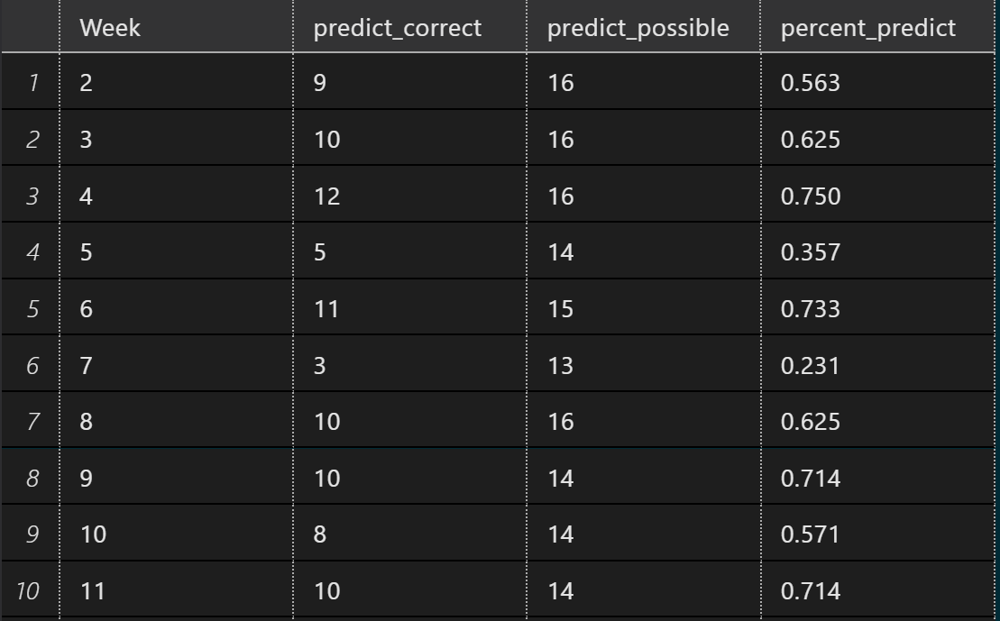 Week predict_correct predict_possible percent_predict
1 2 9 16 0.563
2 3 10 16 0.625
3 4 12 16 0.750
4 5 5 14 0.357
5 6 11 15 0.733
6 7 3 13 0.231
7 8 10 16 0.625
8 9 10 14 0.714
9 10 8 14 0.571
10 11 10 14 0.714